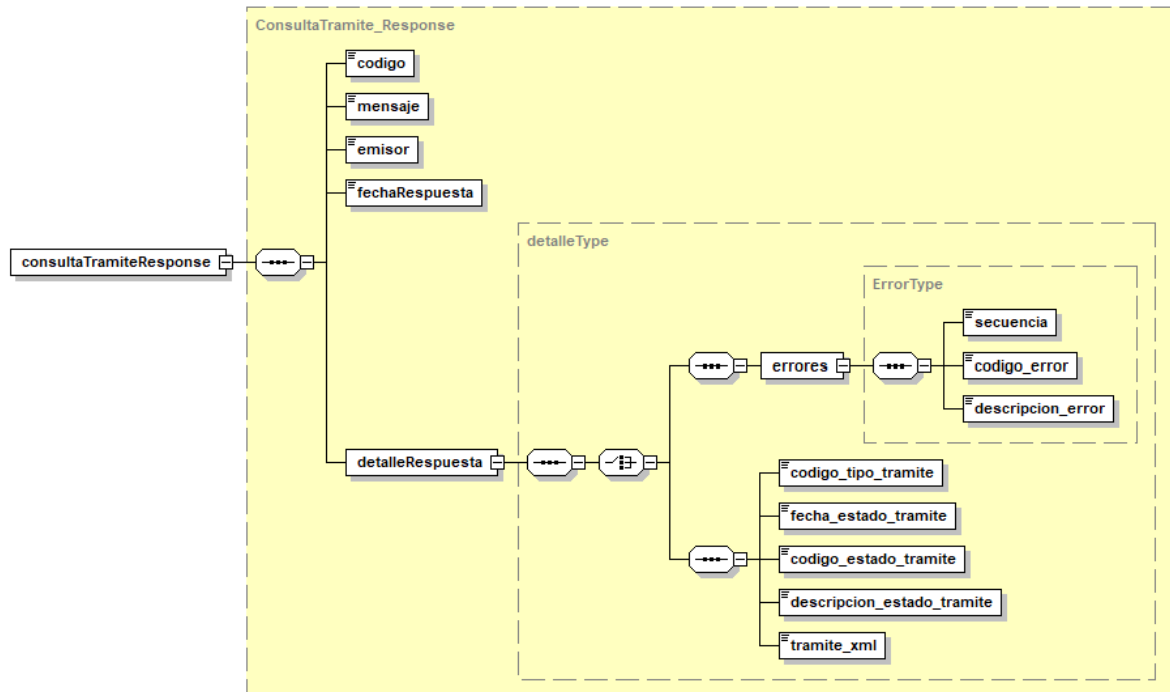 ConsultaTramite_Response
codigo
mensaje
emisor
fechaRespuesta
consultaTramiteResponse
detalleType
ErrorType
secuencia
errores
codigo_error
descripcion_error
detalleRespuesta
codigo_tipo_tramite
fecha_estado_tramite
codigo_estado_tramite
descripcion_estado_tramite
tramite_xml